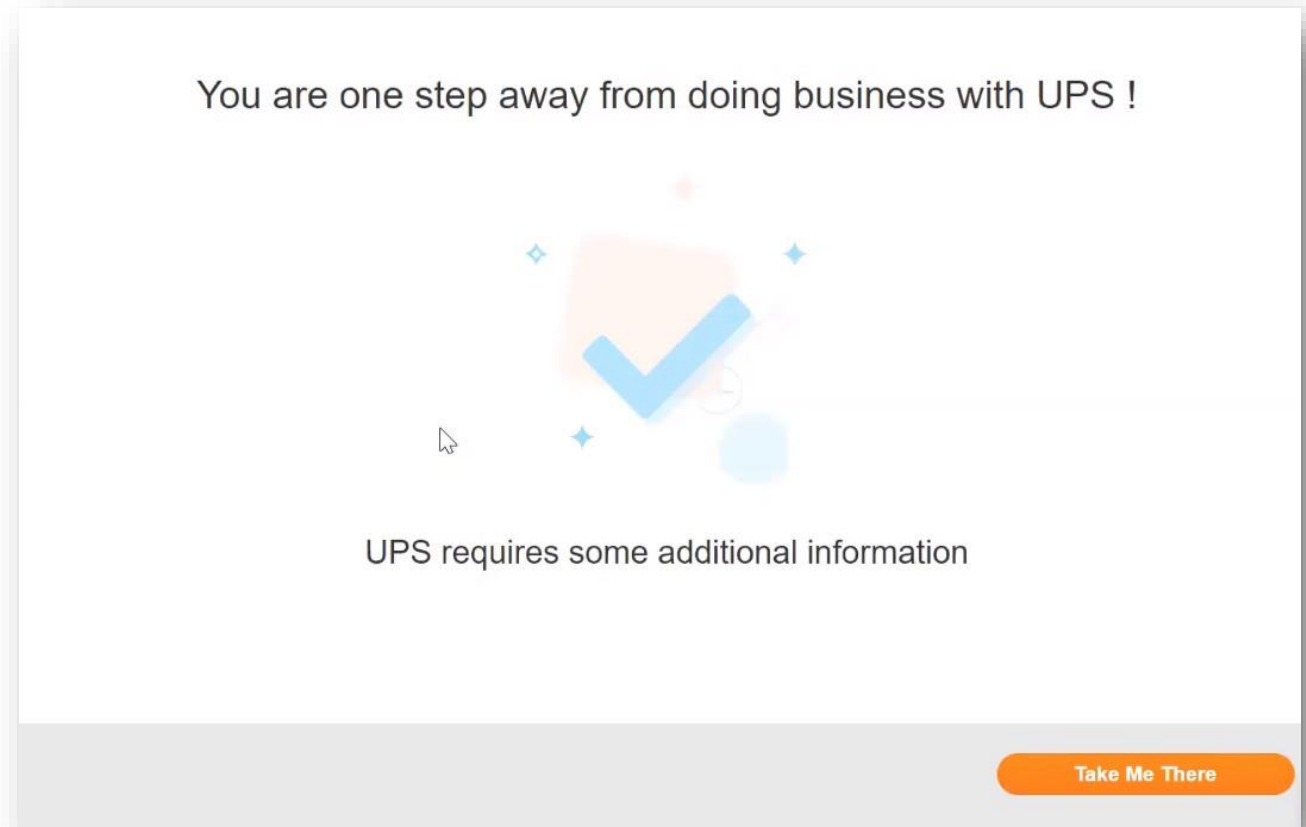 You are one step away from doing business with UPS !
UPS requires some additional information
Take Me There